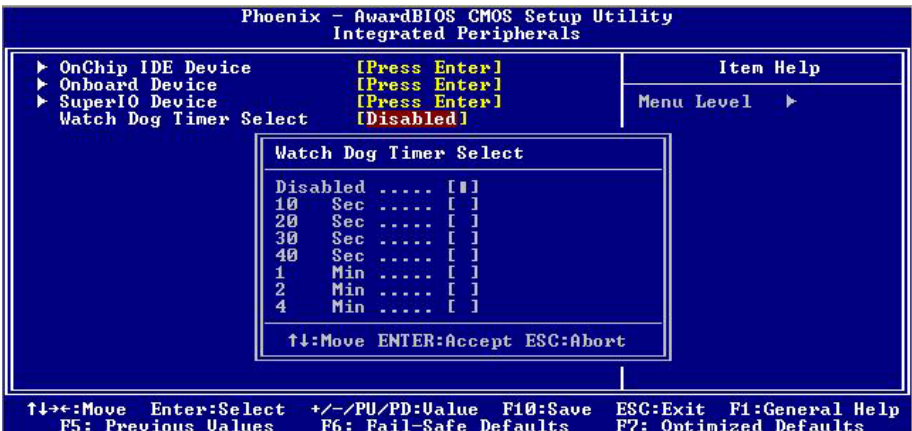 Phoenix - AwardBIOS CMOS Setup Utility
Integrated Peripherals
▶ OnChip IDE Device [Press Enter]
▶ Onboard Device [Press Enter]
▶ SuperIO Device [Press Enter]
Watch Dog Timer Select [Disabled]
Item Help
Menu Level ▶
Watch Dog Timer Select
Disabled ..... [▮]
10 Sec ..... [ ]
20 Sec ..... [ ]
30 Sec ..... [ ]
40 Sec ..... [ ]
1 Min ..... [ ]
2 Min ..... [ ]
4 Min ..... [ ]
↑↓:Move ENTER:Accept ESC:Abort
↑↓→←:Move Enter:Select +/-/PU/PD:Value F10:Save ESC:Exit F1:General Help
F5: Previous Values F6: Fail-Safe Defaults F7: Optimized Defaults